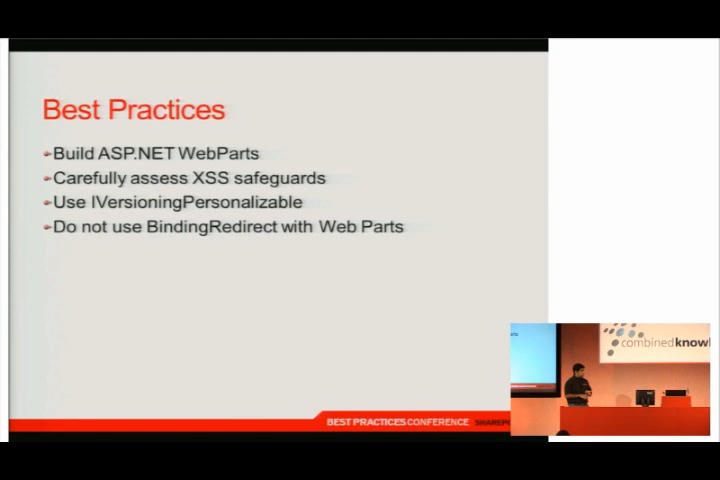 Best Practices
Build ASP.NET WebParts
Carefully assess XSS safeguards
Use IVersioningPersonalizable
Do not use BindingRedirect with Web Parts
BEST PRACTICES CONFERENCE
combined